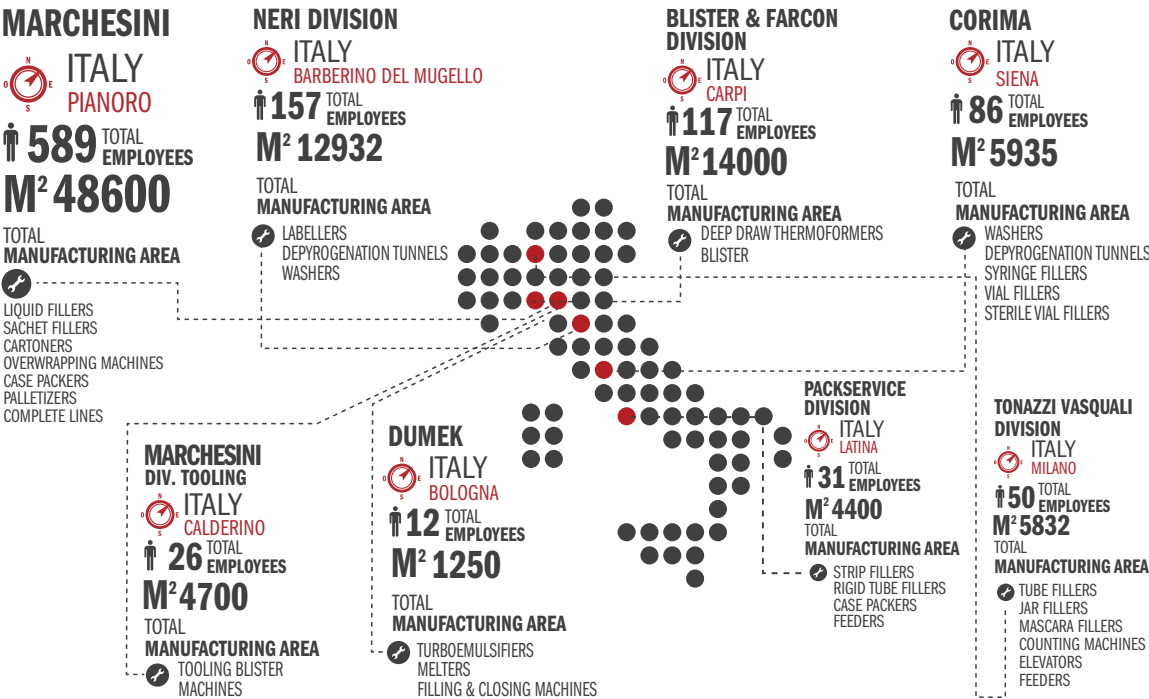 MARCHESINI
N
O
E
S
ITALY
PIANORO
589 TOTAL
EMPLOYEES
M² 48600
TOTAL
MANUFACTURING AREA
LIQUID FILLERS
SACHET FILLERS
CARTONERS
OVERWRAPPING MACHINES
CASE PACKERS
PALLETIZERS
COMPLETE LINES
NERI DIVISION
N
O
E
S
ITALY
BARBERINO DEL MUGELLO
157 TOTAL
EMPLOYEES
M² 12932
TOTAL
MANUFACTURING AREA
LABELLERS
DEPYROGENATION TUNNELS
WASHERS
BLISTER & FARCON
DIVISION
N
O
E
S
ITALY
CARPI
117 TOTAL
EMPLOYEES
M² 14000
TOTAL
MANUFACTURING AREA
DEEP DRAW THERMOFORMERS
BLISTER
CORIMA
N
O
E
S
ITALY
SIENA
86 TOTAL
EMPLOYEES
M² 5935
TOTAL
MANUFACTURING AREA
WASHERS
DEPYROGENATION TUNNELS
SYRINGE FILLERS
VIAL FILLERS
STERILE VIAL FILLERS
MARCHESINI
DIV. TOOLING
N
O
E
S
ITALY
CALDERINO
26 TOTAL
EMPLOYEES
M² 4700
TOTAL
MANUFACTURING AREA
TOOLING BLISTER
MACHINES
DUMEK
N
O
E
S
ITALY
BOLOGNA
12 TOTAL
EMPLOYEES
M² 1250
TOTAL
MANUFACTURING AREA
TURBOEMULSIFIERS
MELTERS
FILLING & CLOSING MACHINES
PACKSERVICE
DIVISION
N
O
E
S
ITALY
LATINA
31 TOTAL
EMPLOYEES
M² 4400
TOTAL
MANUFACTURING AREA
STRIP FILLERS
RIGID TUBE FILLERS
CASE PACKERS
FEEDERS
TONAZZI VASQUALI
DIVISION
N
O
E
S
ITALY
MILANO
50 TOTAL
EMPLOYEES
M² 5832
TOTAL
MANUFACTURING AREA
TUBE FILLERS
JAR FILLERS
MASCARA FILLERS
COUNTING MACHINES
ELEVATORS
FEEDERS